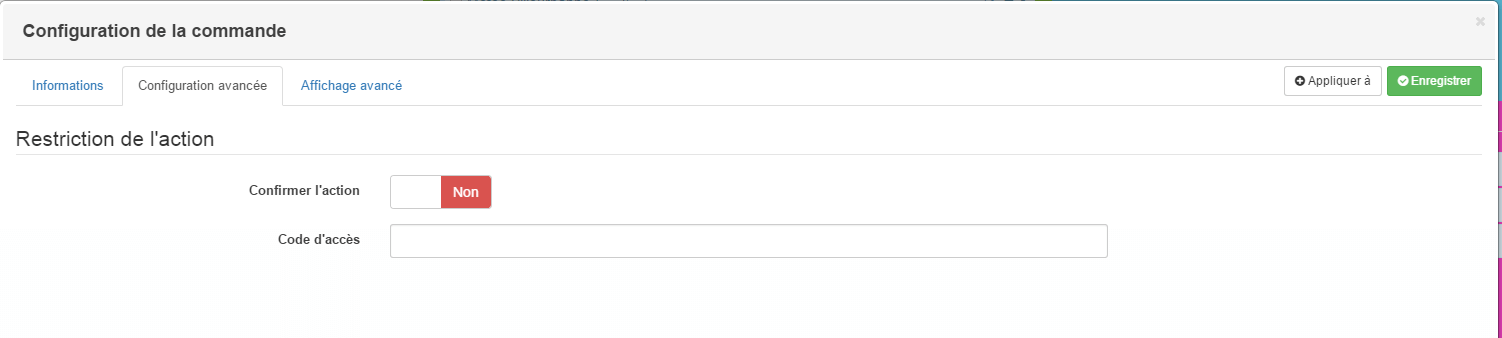 Configuration de la commande
×
Informations Configuration avancée Affichage avancé Appliquer à Enregistrer
Restriction de l'action
Confirmer l'action Non
Code d'accès